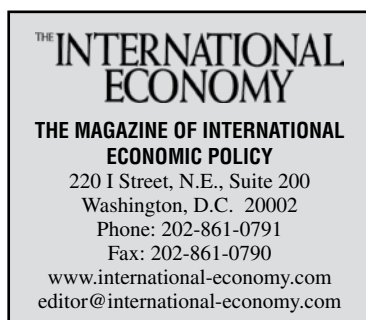 THE INTERNATIONAL
ECONOMY
THE MAGAZINE OF INTERNATIONAL
ECONOMIC POLICY
220 I Street, N.E., Suite 200
Washington, D.C.  20002
Phone: 202-861-0791
Fax: 202-861-0790
www.international-economy.com
editor@international-economy.com